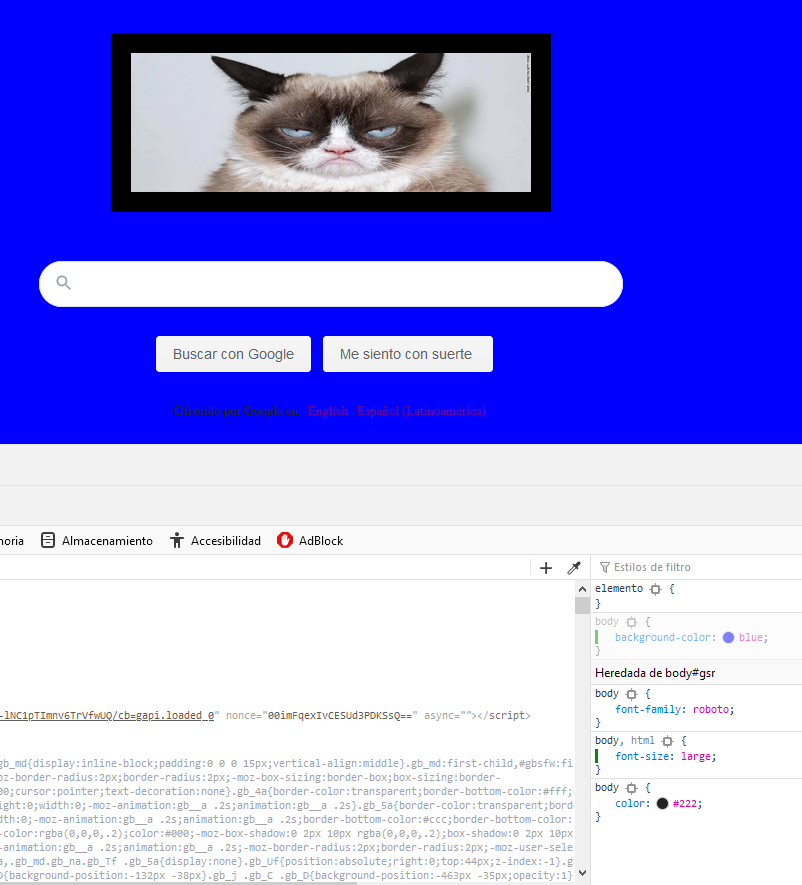 Buscar con Google
Me siento con suerte
Ofrecido por Google en: English Español (Latinoamérica)
moria
Almacenamiento
Accesibilidad
AdBlock
Estilos de filtro
elemento {
}
body {
background-color: blue;
}
Heredada de body#gsr
body {
font-family: roboto;
}
body, html {
font-size: large;
}
body {
color: #222;
}
-lNC1pTImnv6TrVfwUQ/cb=gapi.loaded_0" nonce="00imFqexIvCESUd3PDKSsQ==" async=""></script>
gb_md{display:inline-block;padding:0 0 0 15px;vertical-align:middle}.gb_md:first-child,#gbsfw:fi
oz-border-radius:2px;border-radius:2px;-moz-box-sizing:border-box;box-sizing:border-
00;cursor:pointer;text-decoration:none}.gb_4a{border-color:transparent;border-bottom-color:#fff;
ight:0;width:0;-moz-animation:gb__a .2s;animation:gb__a .2s}.gb_5a{border-color:transparent;bord
dth:0;-moz-animation:gb__a .2s;animation:gb__a .2s;border-bottom-color:#ccc;border-bottom-color:
-color:rgba(0,0,0,.2);color:#000;-moz-box-shadow:0 2px 10px rgba(0,0,0,.2);box-shadow:0 2px 10px
.2s;animation:gb__a .2s;-moz-border-radius:2px;border-radius:2px;-moz-user-sele
a,.gb_md.gb_na.gb_Tf .gb_5a{display:none}.gb_Uf{position:absolute;right:0;top:44px;z-index:-1}.g
D{background-position:-132px -38px}.gb_j .gb_C .gb_D{background-position:-463px -35px;opacity:1}